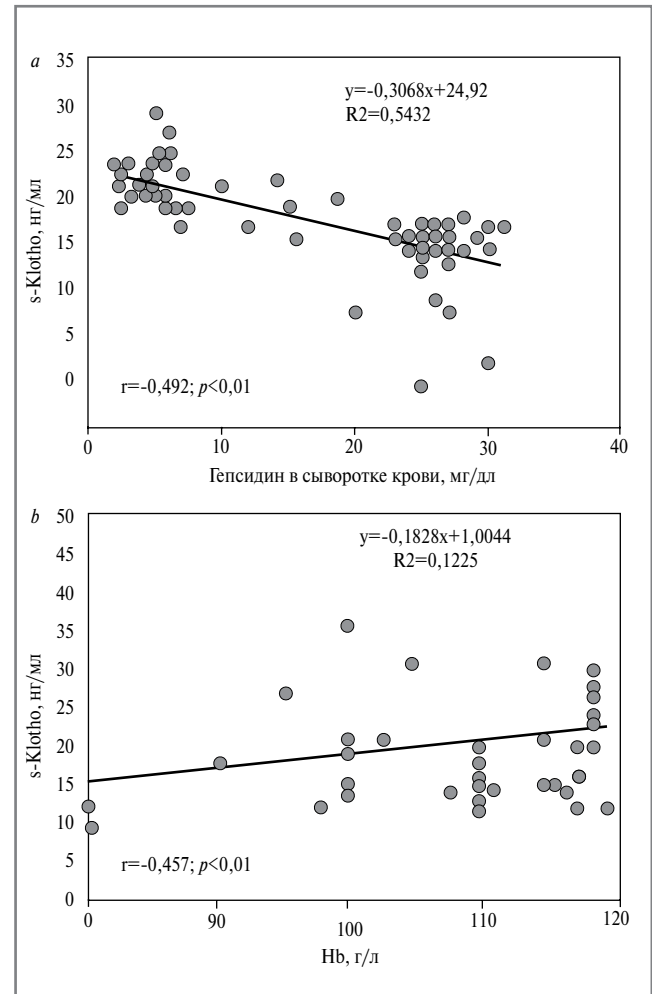 a
35
30
25
20
15
10
5
0
s-Klotho, нг/мл
y=-0,3068x+24,92
R2=0,5432
r=-0,492; p<0,01
0 10 20 30 40
Гепсидин в сыворотке крови, мг/дл
b
50
45
40
35
30
25
20
15
10
5
0
s-Klotho, нг/мл
y=-0,1828x+1,0044
R2=0,1225
r=-0,457; p<0,01
0 90 100 110 120
Hb, г/л